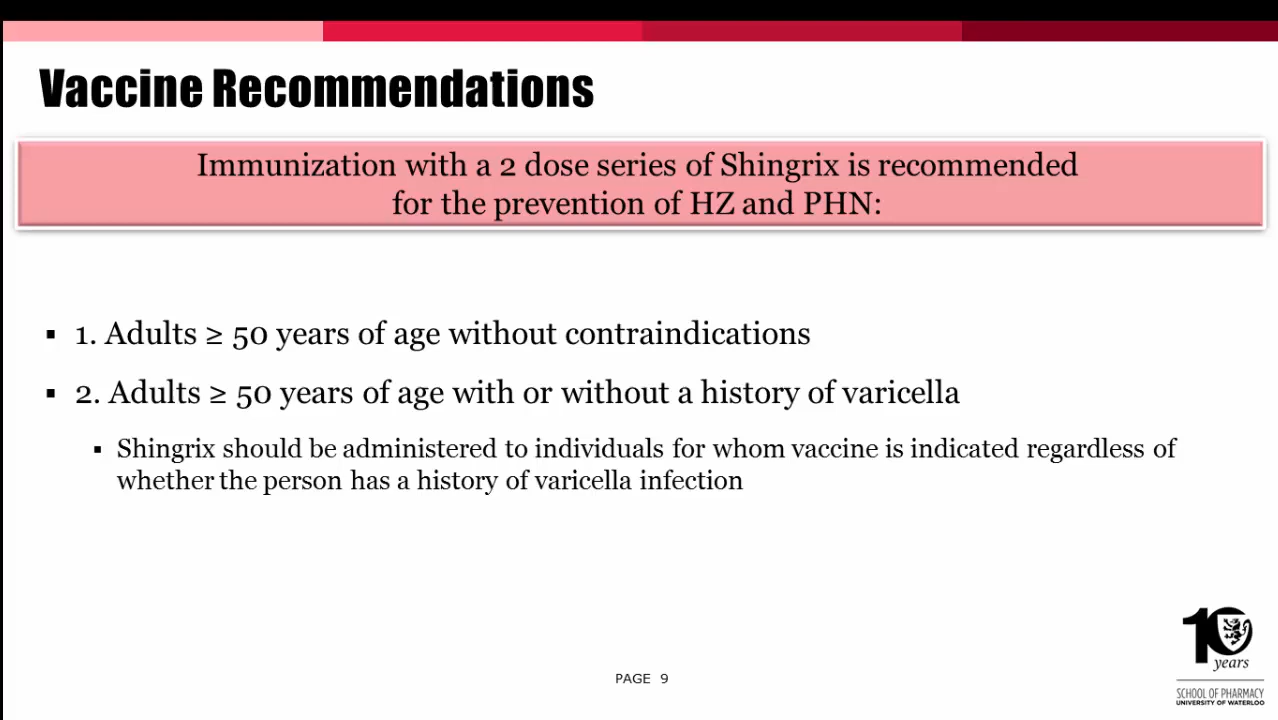 Vaccine Recommendations
Immunization with a 2 dose series of Shingrix is recommended
for the prevention of HZ and PHN:
▪ 1. Adults ≥ 50 years of age without contraindications
▪ 2. Adults ≥ 50 years of age with or without a history of varicella
▪ Shingrix should be administered to individuals for whom vaccine is indicated regardless of
whether the person has a history of varicella infection
10
years
PAGE 9
SCHOOL OF PHARMACY
UNIVERSITY OF WATERLOO